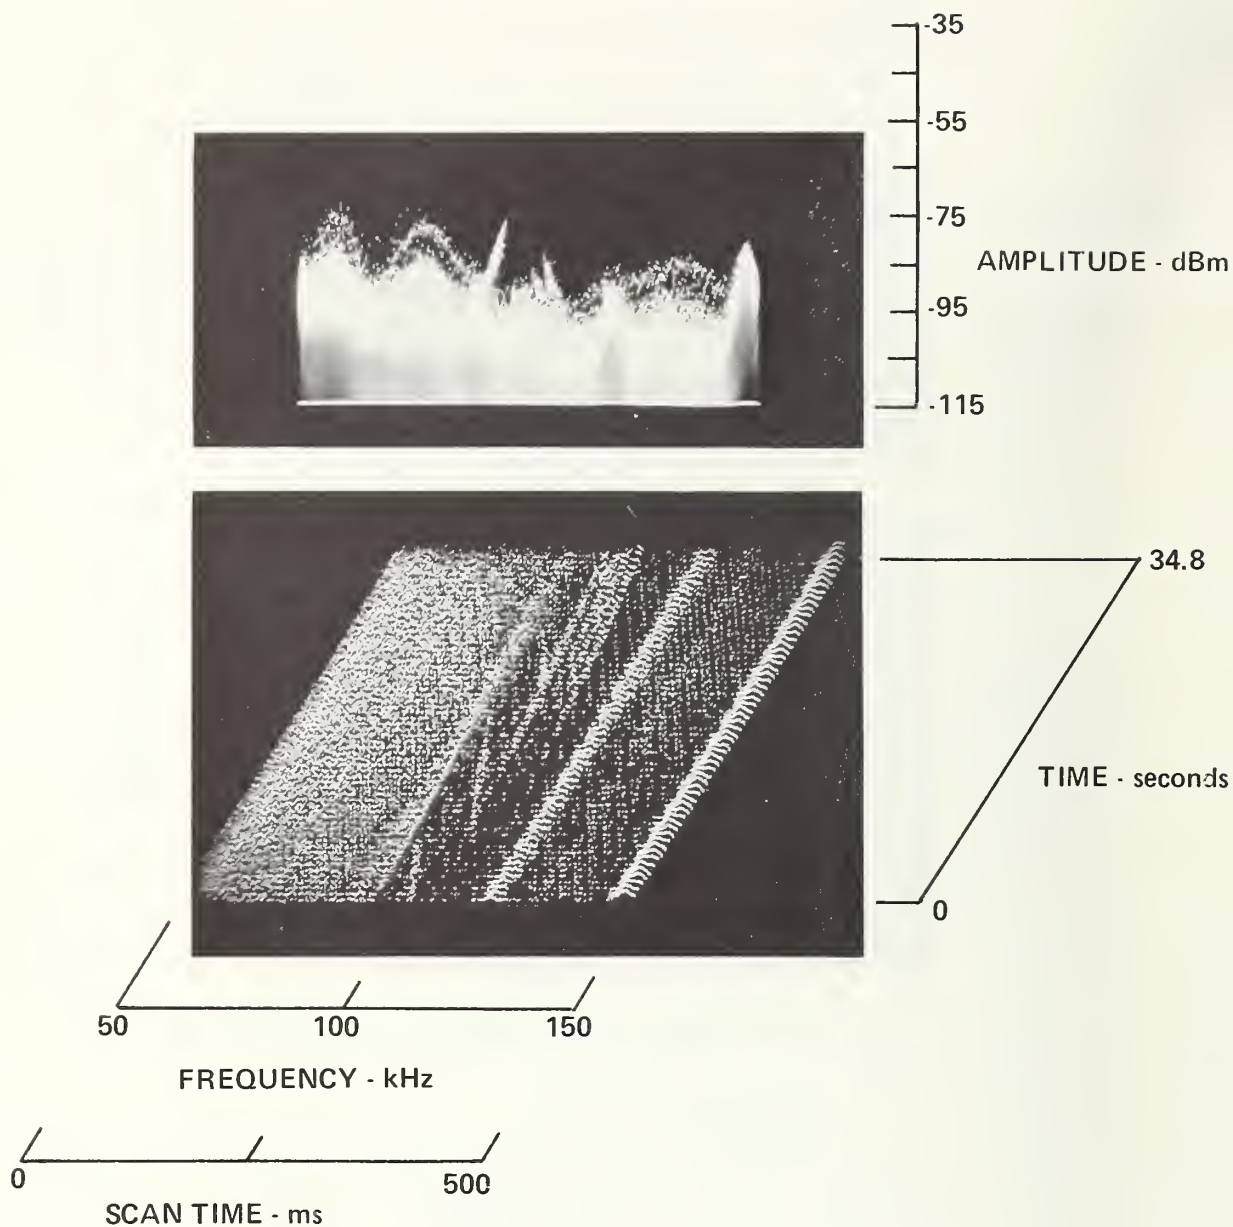 -35
-55
-75
AMPLITUDE - dBm
-95
-115
34.8
TIME - seconds
0
50 100 150
FREQUENCY - kHz
0 500
SCAN TIME - ms